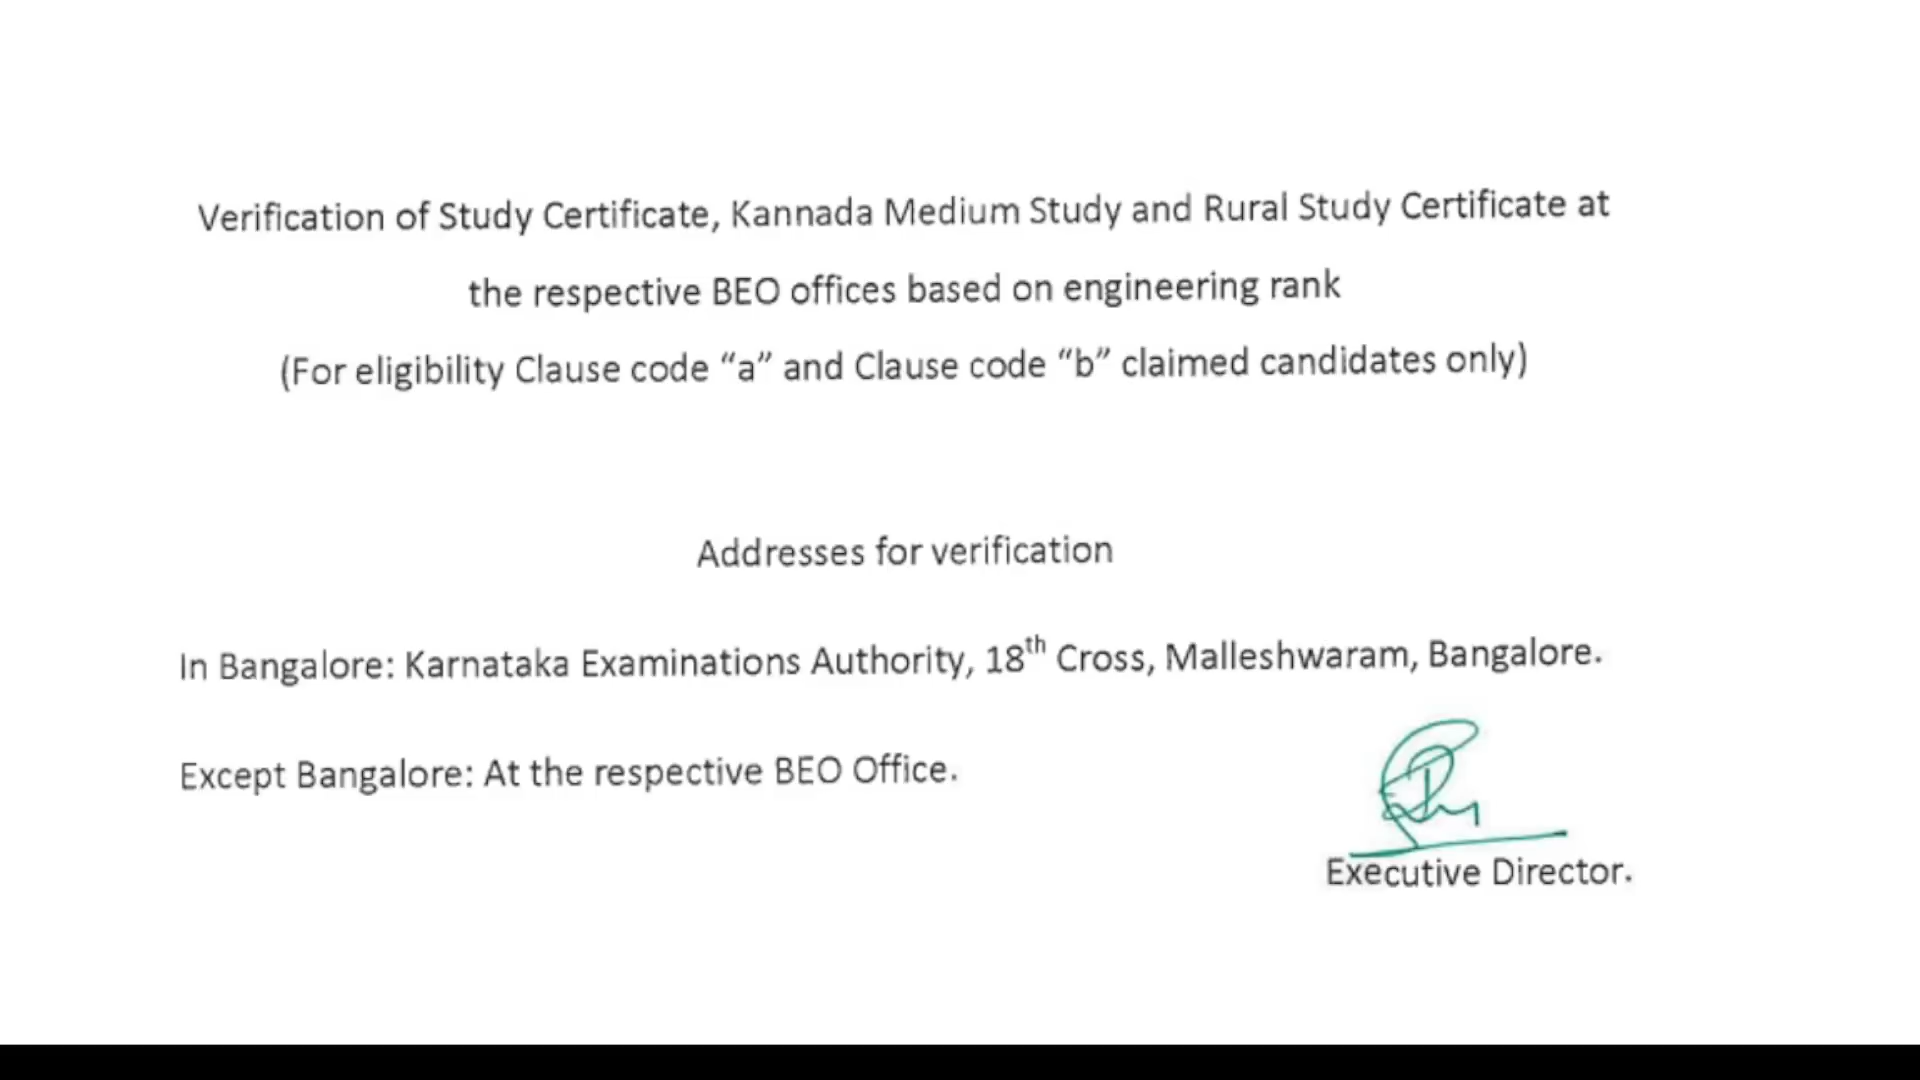 Verification of Study Certificate, Kannada Medium Study and Rural Study Certificate at
the respective BEO offices based on engineering rank
(For eligibility Clause code “a” and Clause code “b” claimed candidates only)
Addresses for verification
In Bangalore: Karnataka Examinations Authority, 18th Cross, Malleshwaram, Bangalore.
Except Bangalore: At the respective BEO Office.
Executive Director.